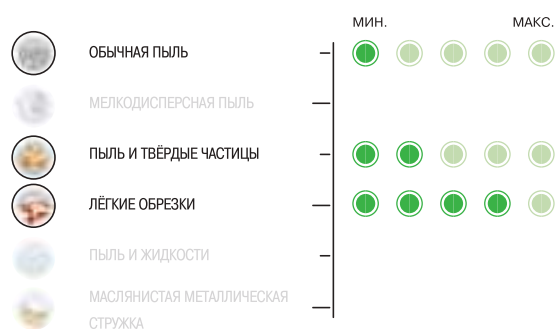 МИН. МАКС.
ОБЫЧНАЯ ПЫЛЬ
МЕЛКОДИСПЕРСНАЯ ПЫЛЬ
ПЫЛЬ И ТВЁРДЫЕ ЧАСТИЦЫ
ЛЁГКИЕ ОБРЕЗКИ
ПЫЛЬ И ЖИДКОСТИ
МАСЛЯНИСТАЯ МЕТАЛЛИЧЕСКАЯ
СТРУЖКА